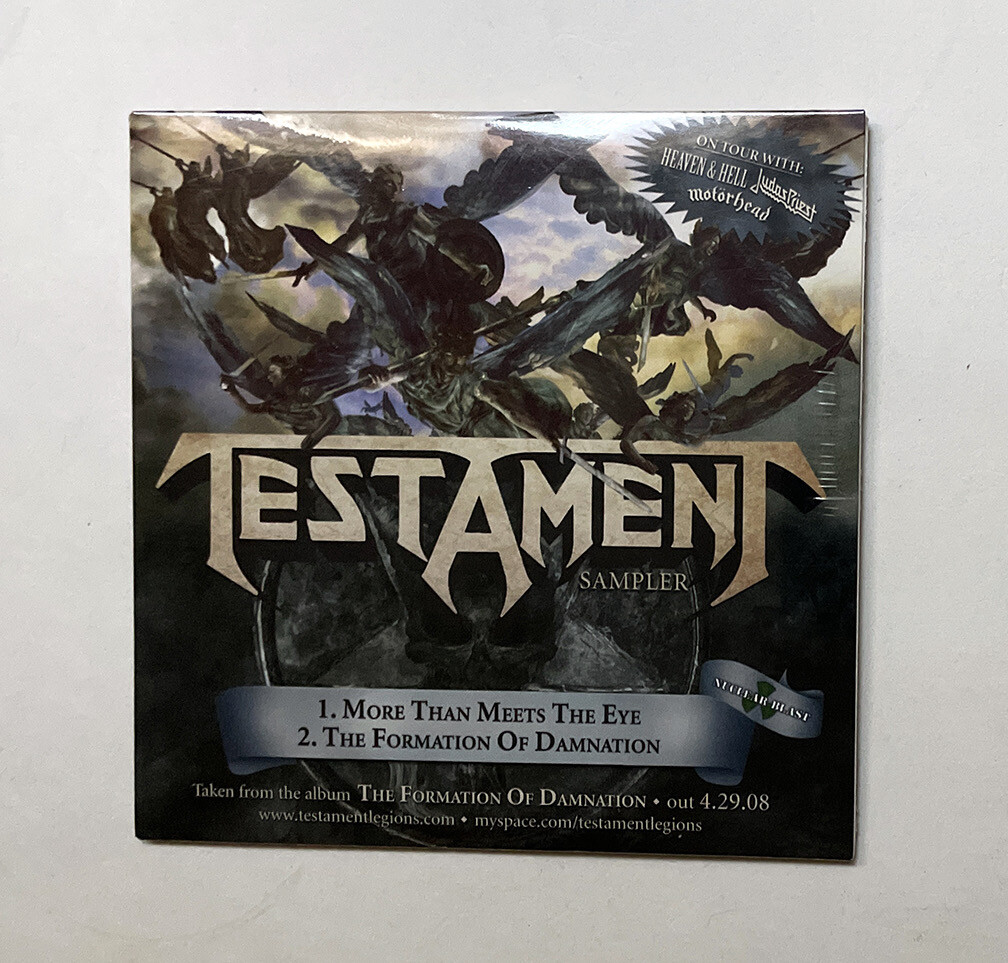 ON TOUR WITH:
HEAVEN & HELL Judas Priest
motörhead
TESTAMENT
SAMPLER
NUCLEAR BLAST
1. MORE THAN MEETS THE EYE
2. THE FORMATION OF DAMNATION
Taken from the album THE FORMATION OF DAMNATION • out 4.29.08
www.testamentlegions.com • myspace.com/testamentlegions